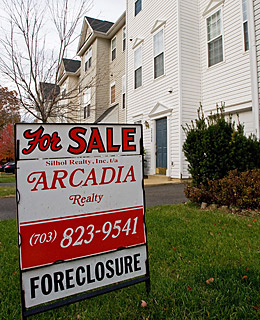 For SALE
Silhol Realty, Inc. t/a
ARCADIA
Realty
(703) 823-9541
FORECLOSURE